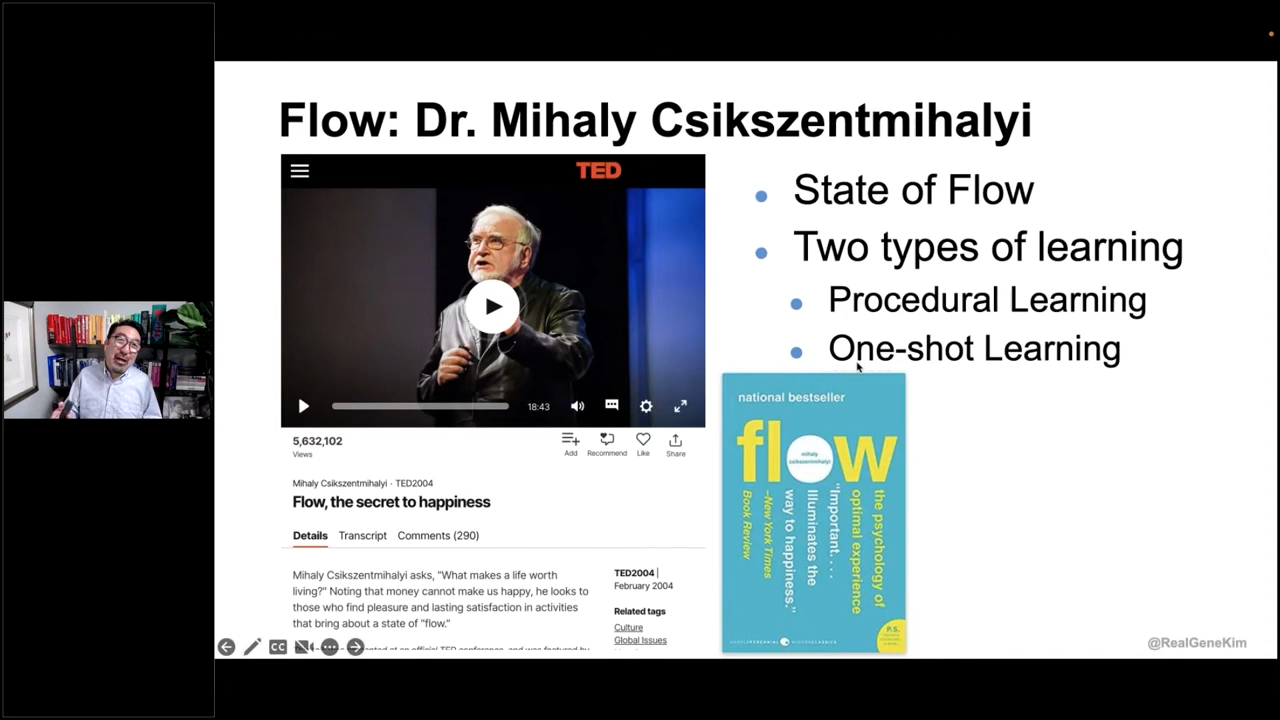 Flow: Dr. Mihaly Csikszentmihalyi
TED
18:43
5,632,102
Views
Add
Recommend
Like
Share
Mihaly Csikszentmihalyi · TED2004
Flow, the secret to happiness
Details Transcript Comments (290)
Mihaly Csikszentmihalyi asks, "What makes a life worth
living?" Noting that money cannot make us happy, he looks to
those who find pleasure and lasting satisfaction in activities
that bring about a state of "flow."
TED2004 |
February 2004
Related tags
Culture
Global Issues
CC
State of Flow
Two types of learning
Procedural Learning
One-shot Learning
national bestseller
flow
mihaly
csikszentmihalyi
the psychology of
optimal experience
"Important. . . .
Illuminates the
way to happiness."
–New York Times
Book Review
P.S.
@RealGeneKim